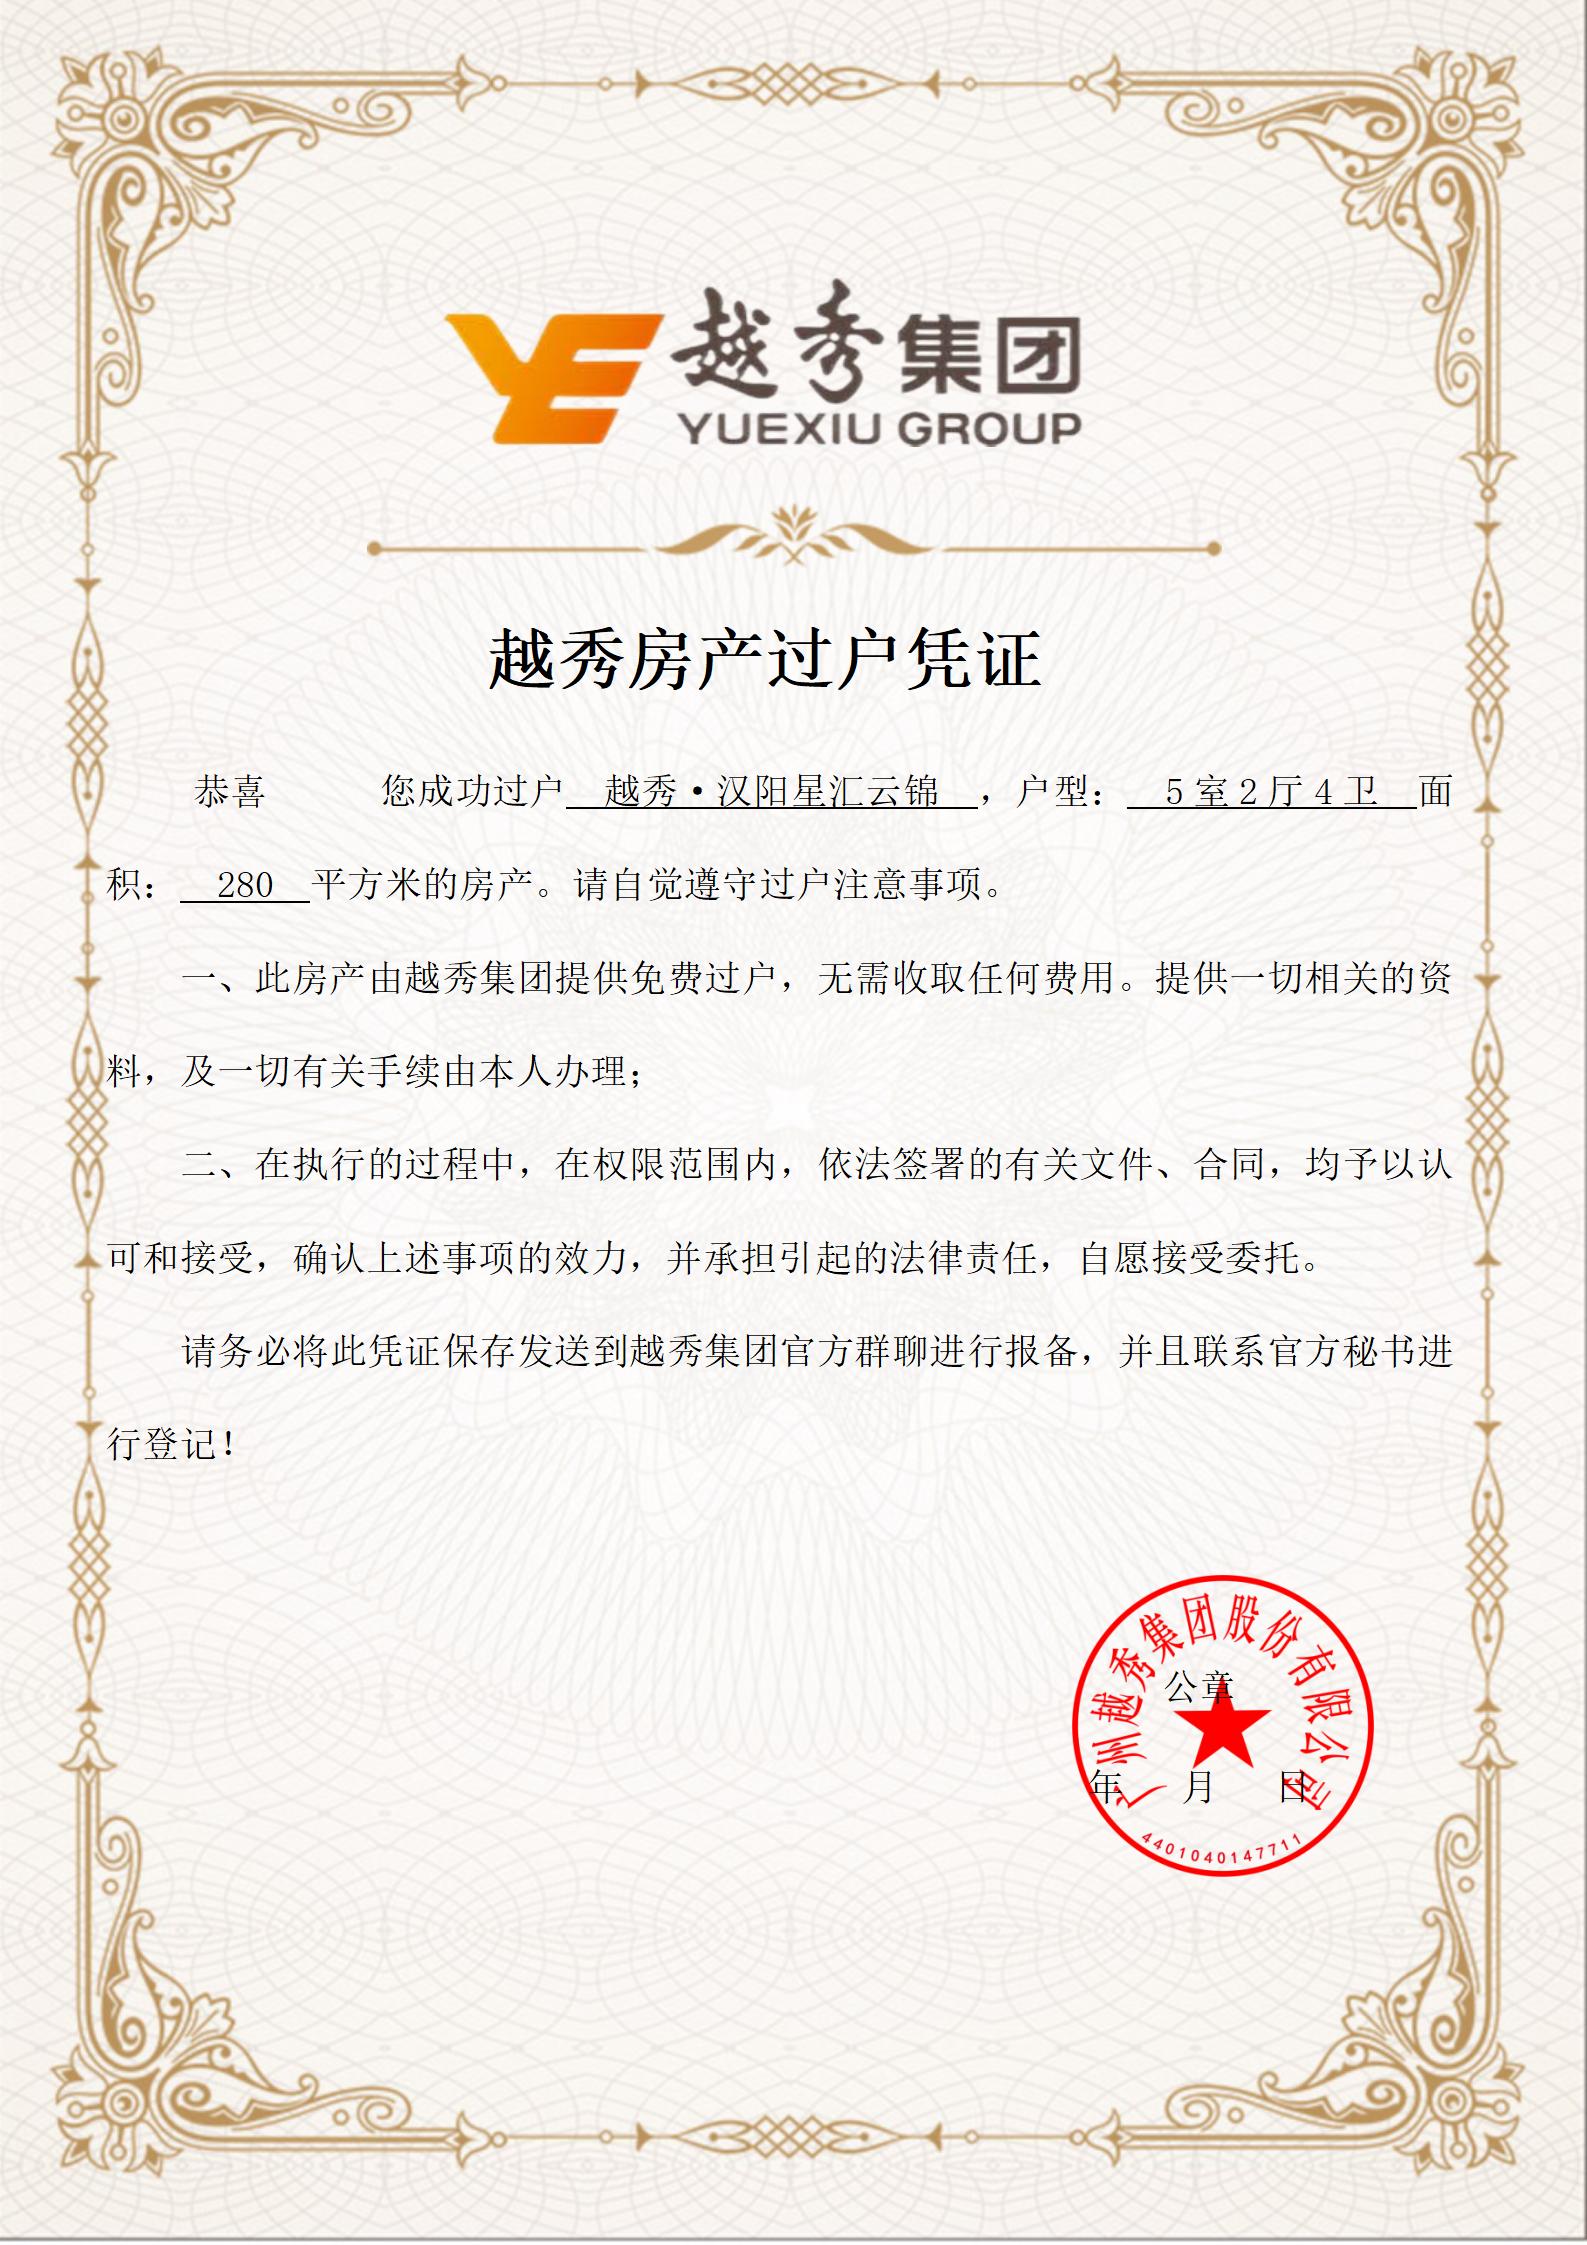 越秀集团
YUEXIU GROUP
越秀房产过户凭证
恭喜 您成功过户 越秀·汉阳星汇云锦 ，户型： 5室2厅4卫 面
积： 280 平方米的房产。请自觉遵守过户注意事项。
一、此房产由越秀集团提供免费过户，无需收取任何费用。提供一切相关的资
料，及一切有关手续由本人办理；
二、在执行的过程中，在权限范围内，依法签署的有关文件、合同，均予以认
可和接受，确认上述事项的效力，并承担引起的法律责任，自愿接受委托。
请务必将此凭证保存发送到越秀集团官方群聊进行报备，并且联系官方秘书进
行登记！
广州越秀集团股份有限公司
公章
年 月 日
4401040147711